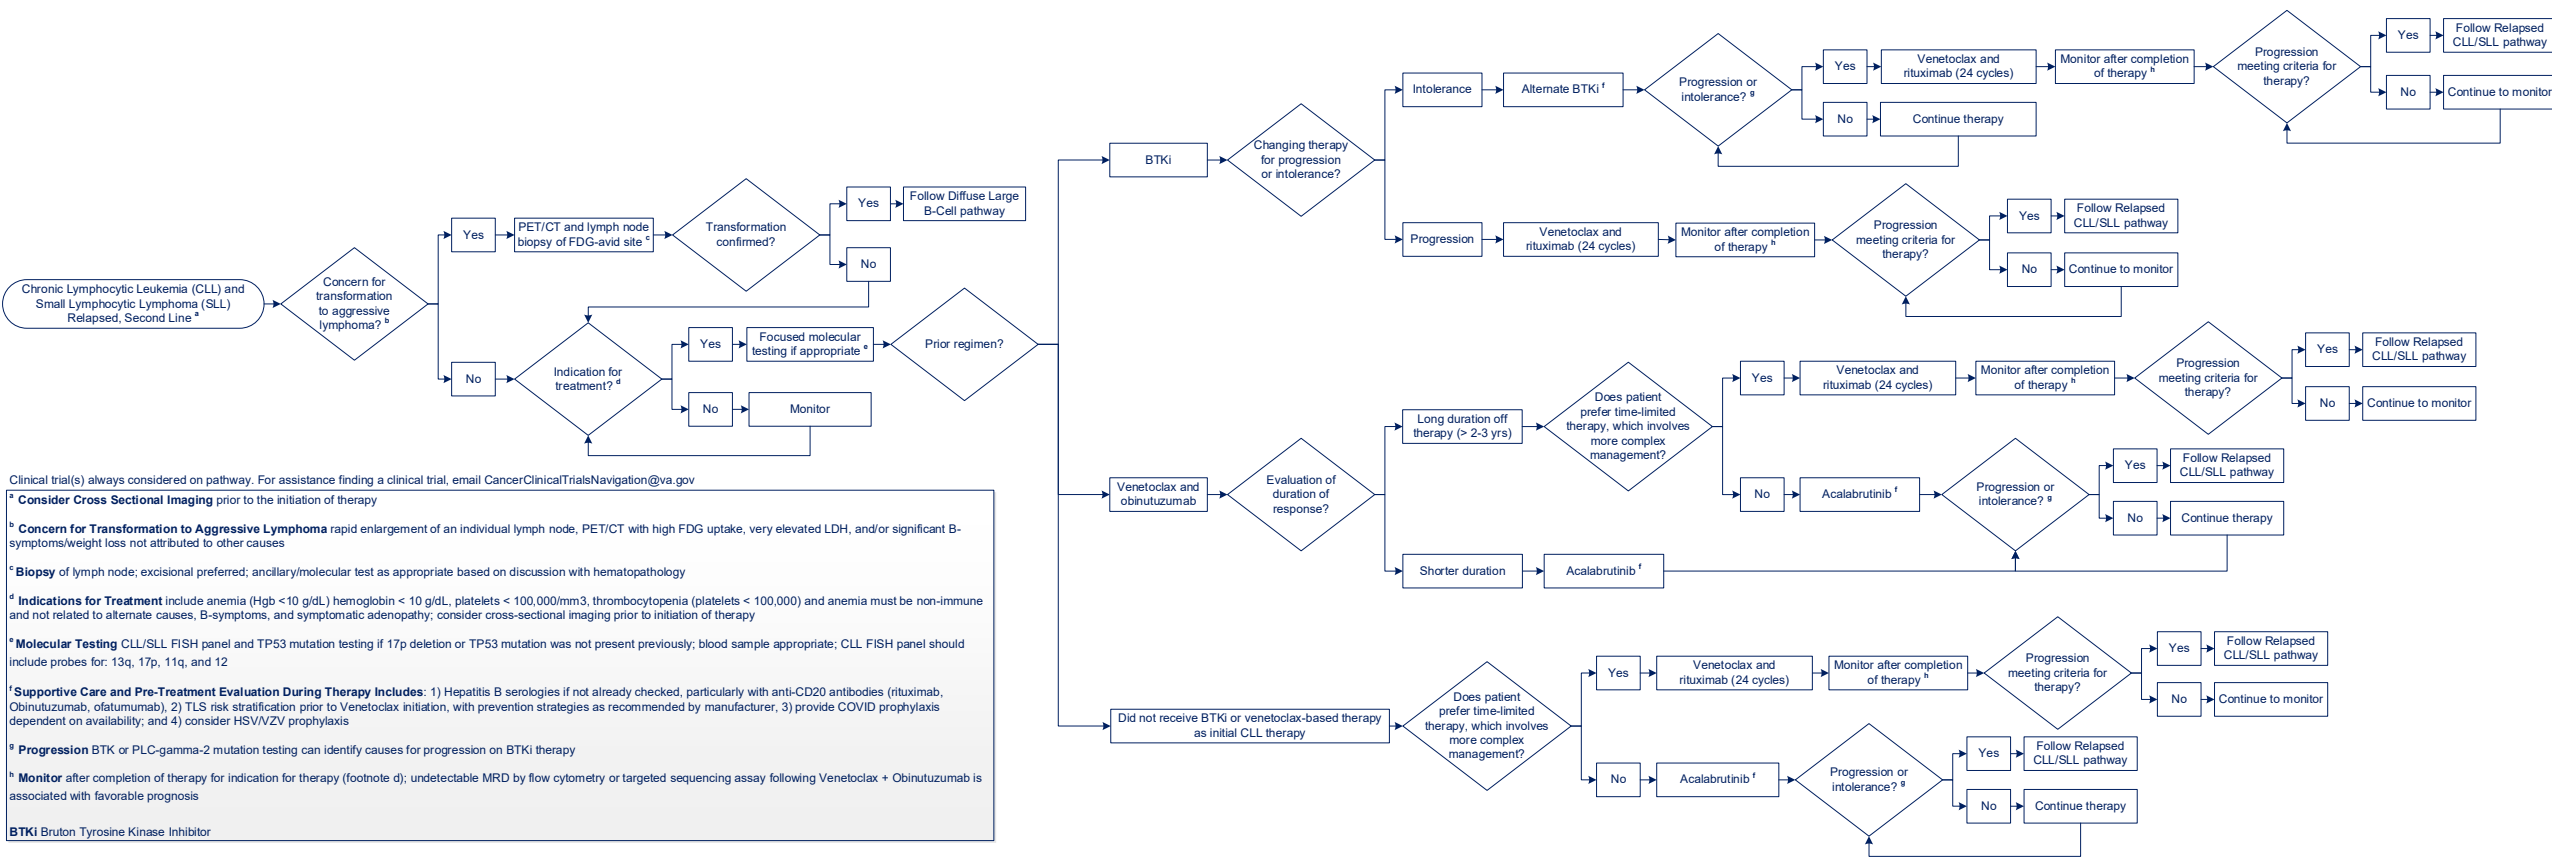 Chronic Lymphocytic Leukemia (CLL) and
Small Lymphocytic Lymphoma (SLL)
Relapsed, Second Line a
Concern for
transformation
to aggressive
lymphoma? b
Yes
PET/CT and lymph node
biopsy of FDG-avid site c
Transformation
confirmed?
Yes
Follow Diffuse Large
B-Cell pathway
No
No
Indication for
treatment? d
Yes
Focused molecular
testing if appropriate e
No
Monitor
Prior regimen?
BTKi
Changing therapy
for progression
or intolerance?
Intolerance
Alternate BTKi f
Progression or
intolerance? g
Yes
Venetoclax and
rituximab (24 cycles)
Monitor after completion
of therapy h
Progression
meeting criteria for
therapy?
Yes
Follow Relapsed
CLL/SLL pathway
No
Continue to monitor
No
Continue therapy
Progression
Venetoclax and
rituximab (24 cycles)
Monitor after completion
of therapy h
Progression
meeting criteria for
therapy?
Yes
Follow Relapsed
CLL/SLL pathway
No
Continue to monitor
Venetoclax and
obinutuzumab
Evaluation of
duration of
response?
Long duration off
therapy (> 2-3 yrs)
Does patient
prefer time-limited
therapy, which involves
more complex
management?
Yes
Venetoclax and
rituximab (24 cycles)
Monitor after completion
of therapy h
Progression
meeting criteria for
therapy?
Yes
Follow Relapsed
CLL/SLL pathway
No
Continue to monitor
No
Acalabrutinib f
Progression or
intolerance? g
Yes
Follow Relapsed
CLL/SLL pathway
No
Continue therapy
Shorter duration
Acalabrutinib f
Did not receive BTKi or venetoclax-based therapy
as initial CLL therapy
Does patient
prefer time-limited
therapy, which involves
more complex
management?
Yes
Venetoclax and
rituximab (24 cycles)
Monitor after completion
of therapy h
Progression
meeting criteria for
therapy?
Yes
Follow Relapsed
CLL/SLL pathway
No
Continue to monitor
No
Acalabrutinib f
Progression or
intolerance? g
Yes
Follow Relapsed
CLL/SLL pathway
No
Continue therapy
Clinical trial(s) always considered on pathway. For assistance finding a clinical trial, email CancerClinicalTrialsNavigation@va.gov
a Consider Cross Sectional Imaging prior to the initiation of therapy
b Concern for Transformation to Aggressive Lymphoma rapid enlargement of an individual lymph node, PET/CT with high FDG uptake, very elevated LDH, and/or significant B-
symptoms/weight loss not attributed to other causes
c Biopsy of lymph node; excisional preferred; ancillary/molecular test as appropriate based on discussion with hematopathology
d Indications for Treatment include anemia (Hgb <10 g/dL) hemoglobin < 10 g/dL, platelets < 100,000/mm3, thrombocytopenia (platelets < 100,000) and anemia must be non-immune
and not related to alternate causes, B-symptoms, and symptomatic adenopathy; consider cross-sectional imaging prior to initiation of therapy
e Molecular Testing CLL/SLL FISH panel and TP53 mutation testing if 17p deletion or TP53 mutation was not present previously; blood sample appropriate; CLL FISH panel should
include probes for: 13q, 17p, 11q, and 12
f Supportive Care and Pre-Treatment Evaluation During Therapy Includes: 1) Hepatitis B serologies if not already checked, particularly with anti-CD20 antibodies (rituximab,
Obinutuzumab, ofatumumab), 2) TLS risk stratification prior to Venetoclax initiation, with prevention strategies as recommended by manufacturer, 3) provide COVID prophylaxis
dependent on availability; and 4) consider HSV/VZV prophylaxis
g Progression BTK or PLC-gamma-2 mutation testing can identify causes for progression on BTKi therapy
h Monitor after completion of therapy for indication for therapy (footnote d); undetectable MRD by flow cytometry or targeted sequencing assay following Venetoclax + Obinutuzumab is
associated with favorable prognosis
BTKi Bruton Tyrosine Kinase Inhibitor